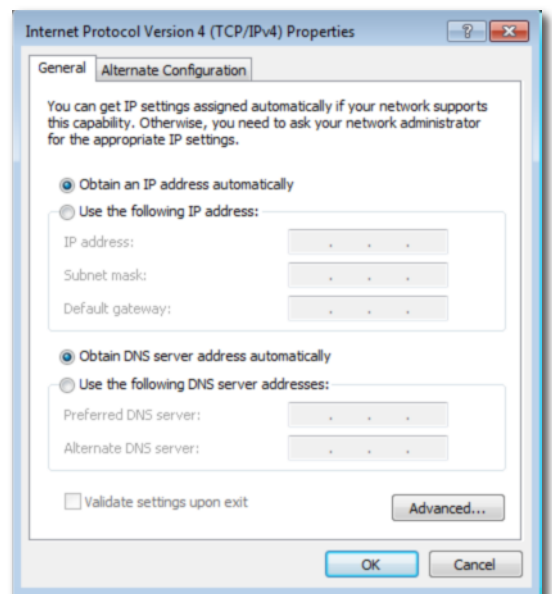 Internet Protocol Version 4 (TCP/IPv4) Properties
General
Alternate Configuration
You can get IP settings assigned automatically if your network supports
this capability. Otherwise, you need to ask your network administrator
for the appropriate IP settings.
Obtain an IP address automatically
Use the following IP address:
IP address:
Subnet mask:
Default gateway:
Obtain DNS server address automatically
Use the following DNS server addresses:
Preferred DNS server:
Alternate DNS server:
Validate settings upon exit
Advanced...
OK
Cancel